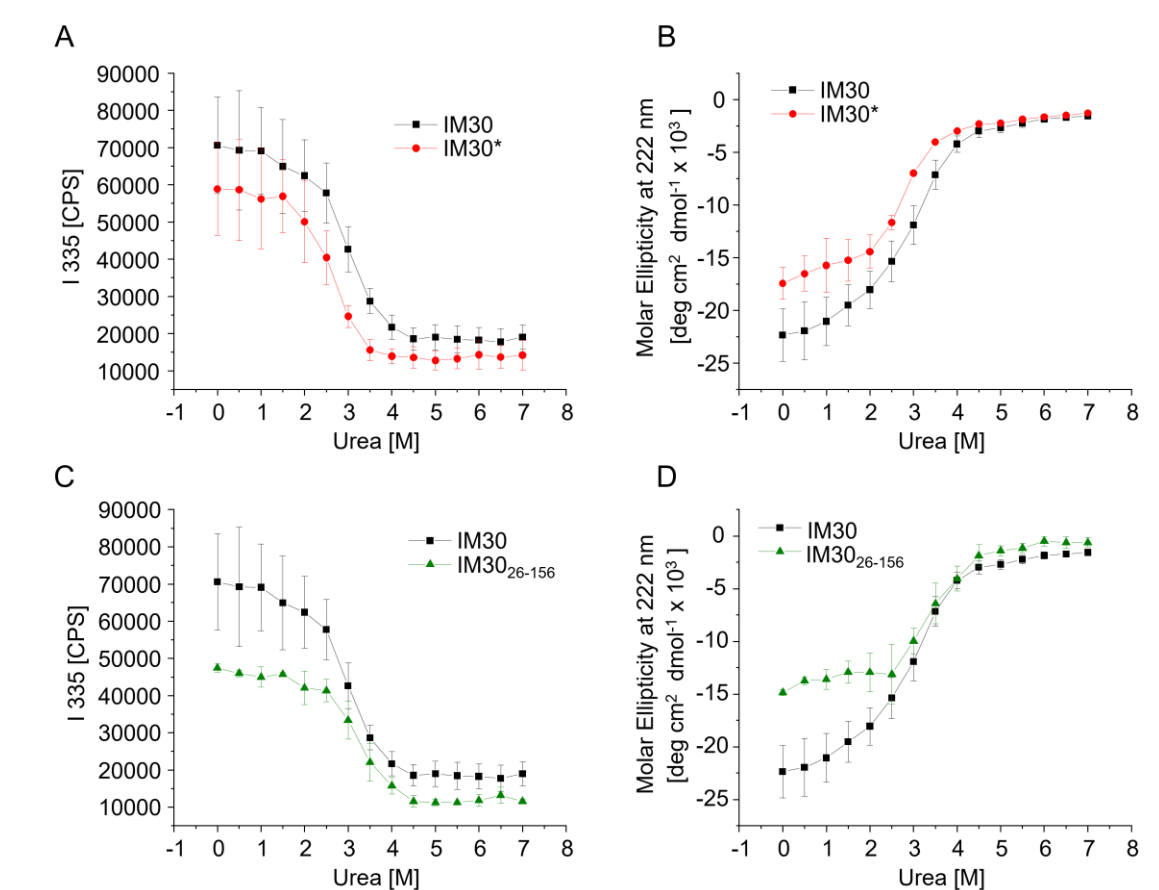 A
90000
80000
70000
60000
50000
40000
30000
20000
10000
I 335 [CPS]
IM30
IM30*
-1 0 1 2 3 4 5 6 7 8
Urea [M]
B
0
-5
-10
-15
-20
-25
Molar Ellipticity at 222 nm
[deg cm² dmol⁻¹ x 10³ ]
IM30
IM30*
-1 0 1 2 3 4 5 6 7 8
Urea [M]
C
90000
80000
70000
60000
50000
40000
30000
20000
10000
I 335 [CPS]
IM30
IM30₂₆₋₁₅₆
-1 0 1 2 3 4 5 6 7 8
Urea [M]
D
0
-5
-10
-15
-20
-25
Molar Ellipticity at 222 nm
[deg cm² dmol⁻¹ x 10³ ]
IM30
IM30₂₆₋₁₅₆
-1 0 1 2 3 4 5 6 7 8
Urea [M]